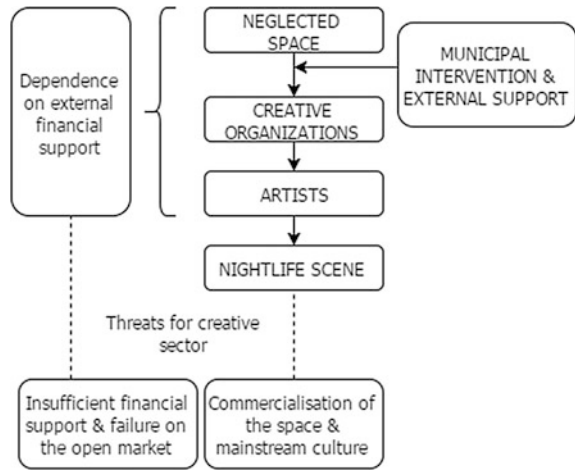 NEGLECTED
SPACE
MUNICIPAL
INTERVENTION &
EXTERNAL SUPPORT
Dependence
on external
financial
support
CREATIVE
ORGANIZATIONS
ARTISTS
NIGHTLIFE SCENE
Threats for creative
sector
Insufficient financial
support & failure on
the open market
Commercialisation of
the space &
mainstream culture